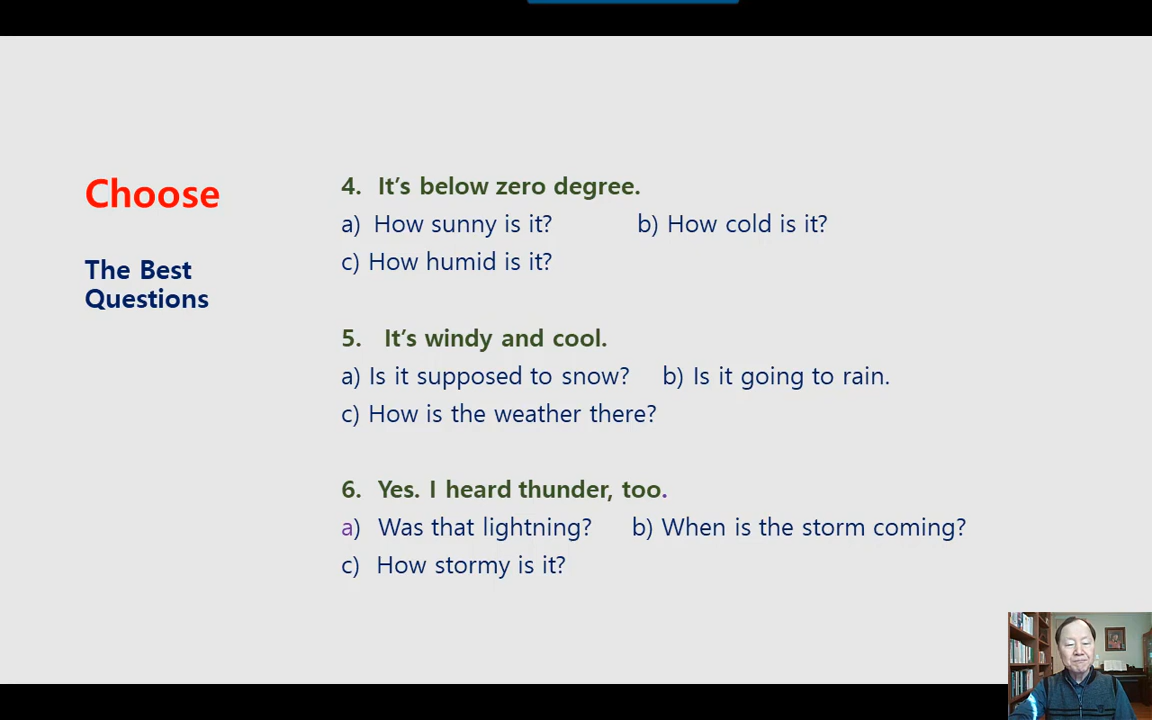 Choose
The Best
Questions
4. It's below zero degree.
a) How sunny is it? b) How cold is it?
c) How humid is it?
5. It's windy and cool.
a) Is it supposed to snow? b) Is it going to rain.
c) How is the weather there?
6. Yes. I heard thunder, too.
a) Was that lightning? b) When is the storm coming?
c) How stormy is it?